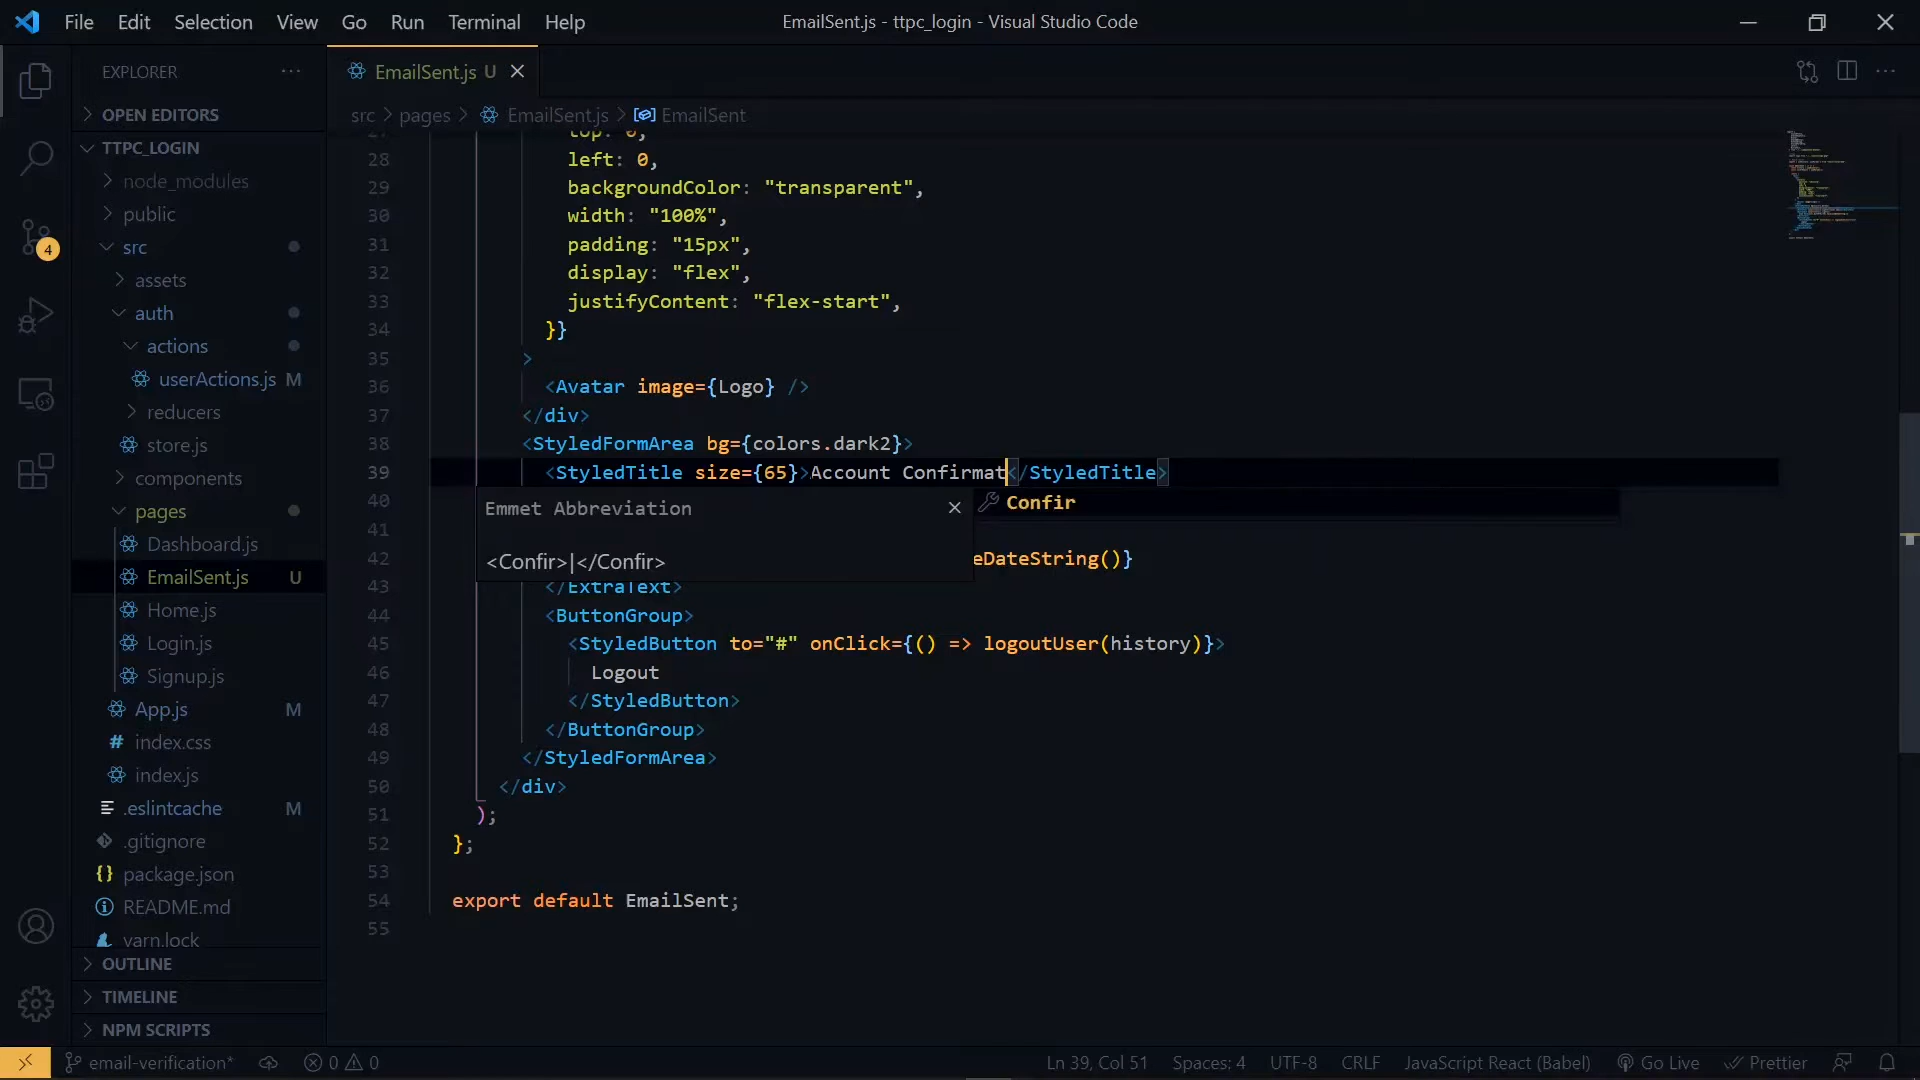 File Edit Selection View Go Run Terminal Help
EmailSent.js - ttpc_login - Visual Studio Code
EXPLORER
OPEN EDITORS
TTPC_LOGIN
node_modules
public
src
assets
auth
actions
userActions.js M
reducers
store.js
components
pages
Dashboard.js
EmailSent.js U
Home.js
Login.js
Signup.js
App.js M
index.css
index.js
.eslintcache M
.gitignore
package.json
README.md
yarn.lock
OUTLINE
TIMELINE
NPM SCRIPTS
4
EmailSent.js U
src > pages > EmailSent.js > EmailSent
27 top: 0,
28 left: 0,
29 backgroundColor: "transparent",
30 width: "100%",
31 padding: "15px",
32 display: "flex",
33 justifyContent: "flex-start",
34 }}
35 >
36 <Avatar image={Logo} />
37 </div>
38 <StyledFormArea bg={colors.dark2}>
39 <StyledTitle size={65}>Account Confirmat</StyledTitle>
40
41
42 eDateString()}
43 </ExtraText>
44 <ButtonGroup>
45 <StyledButton to="#" onClick={() => logoutUser(history)}>
46 Logout
47 </StyledButton>
48 </ButtonGroup>
49 </StyledFormArea>
50 </div>
51 );
52 };
53
54 export default EmailSent;
55
Emmet Abbreviation
<Confir>|</Confir>
Confir
email-verification* 0 0
Ln 39, Col 51 Spaces: 4 UTF-8 CRLF JavaScript React (Babel) Go Live Prettier